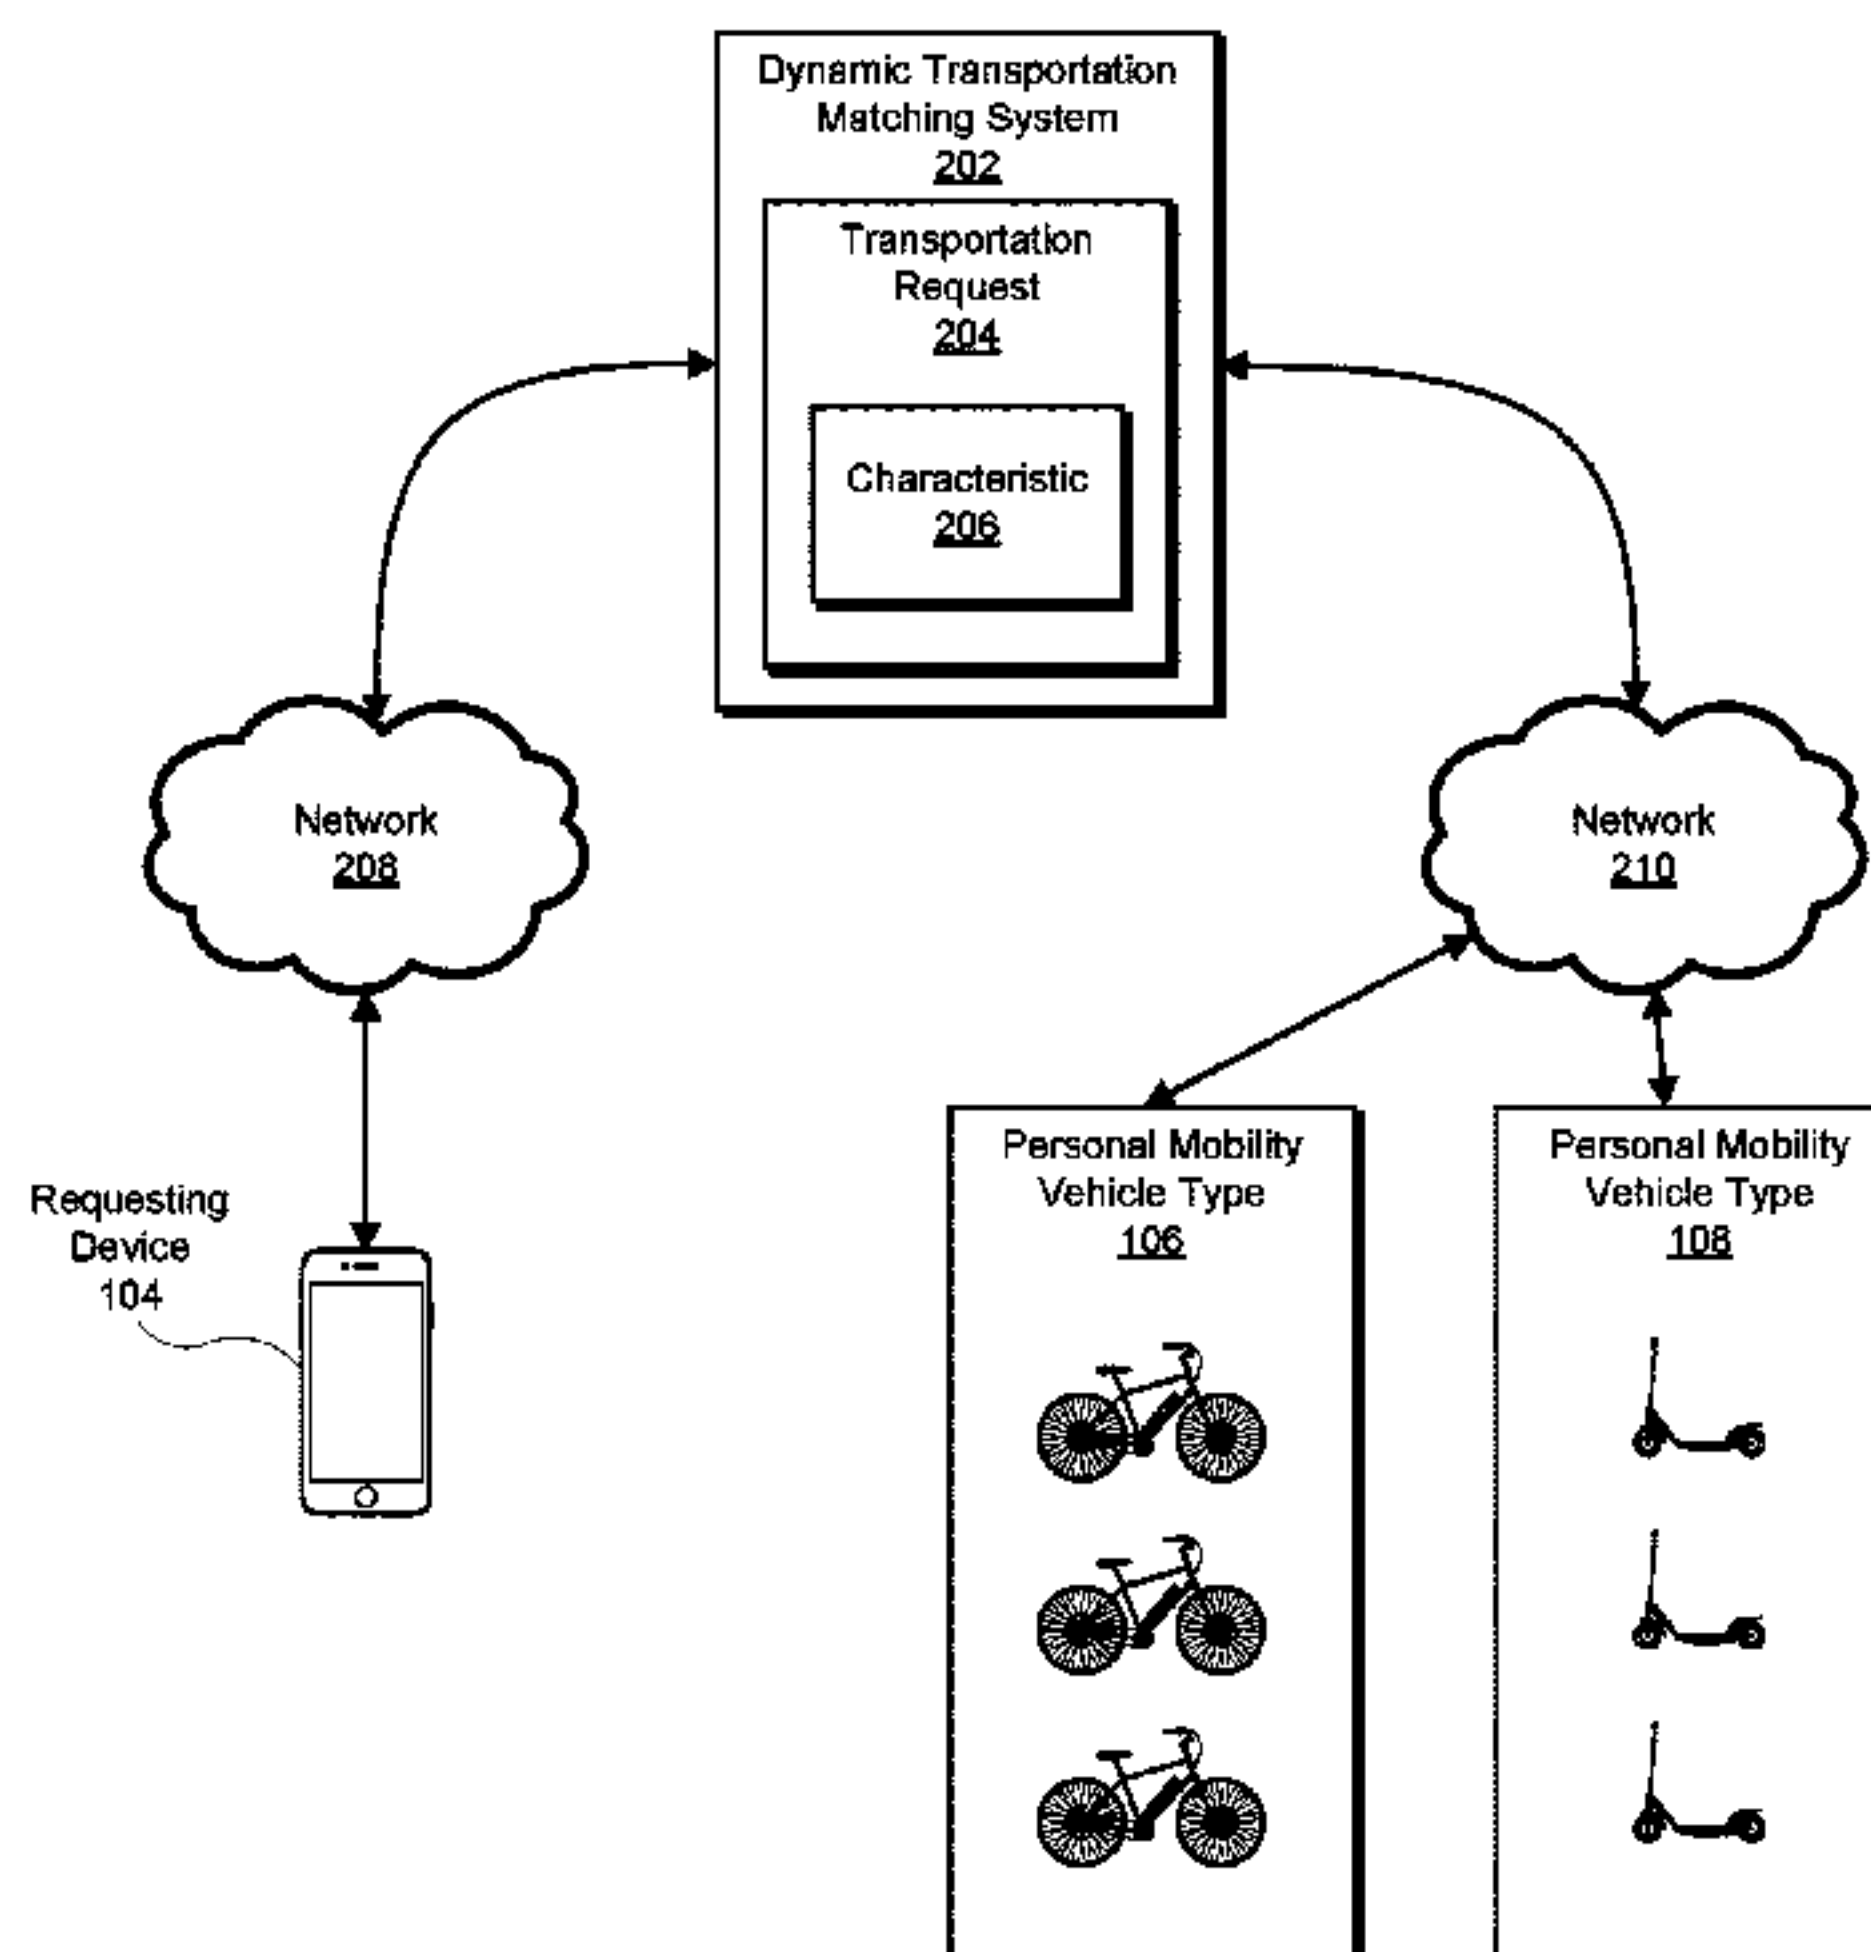 Dynamic Transportation
Matching System
202
Transportation
Request
204
Characteristic
206
Network
208
Network
210
Requesting
Device
104
Personal Mobility
Vehicle Type
106
Personal Mobility
Vehicle Type
108